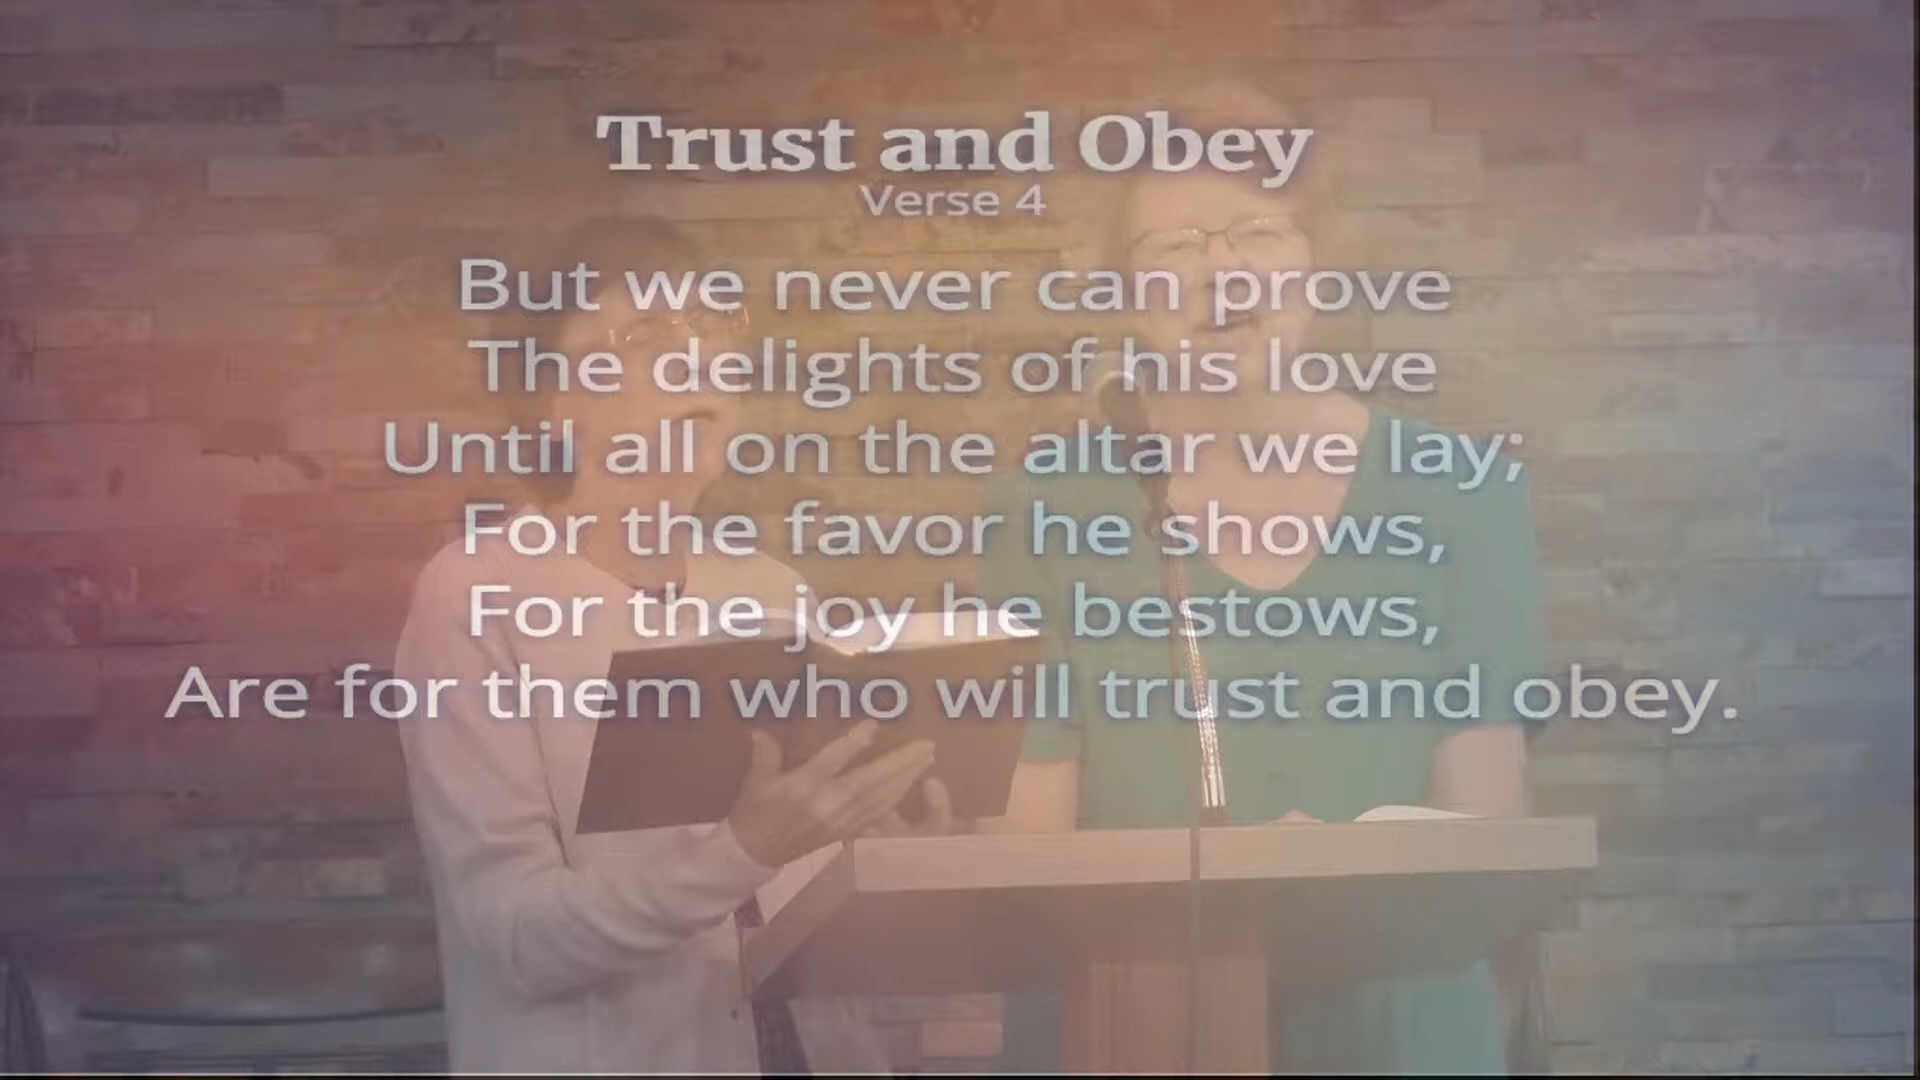 Trust and Obey
Verse 4
But we never can prove
The delights of his love
Until all on the altar we lay;
For the favor he shows,
For the joy he bestows,
Are for them who will trust and obey.